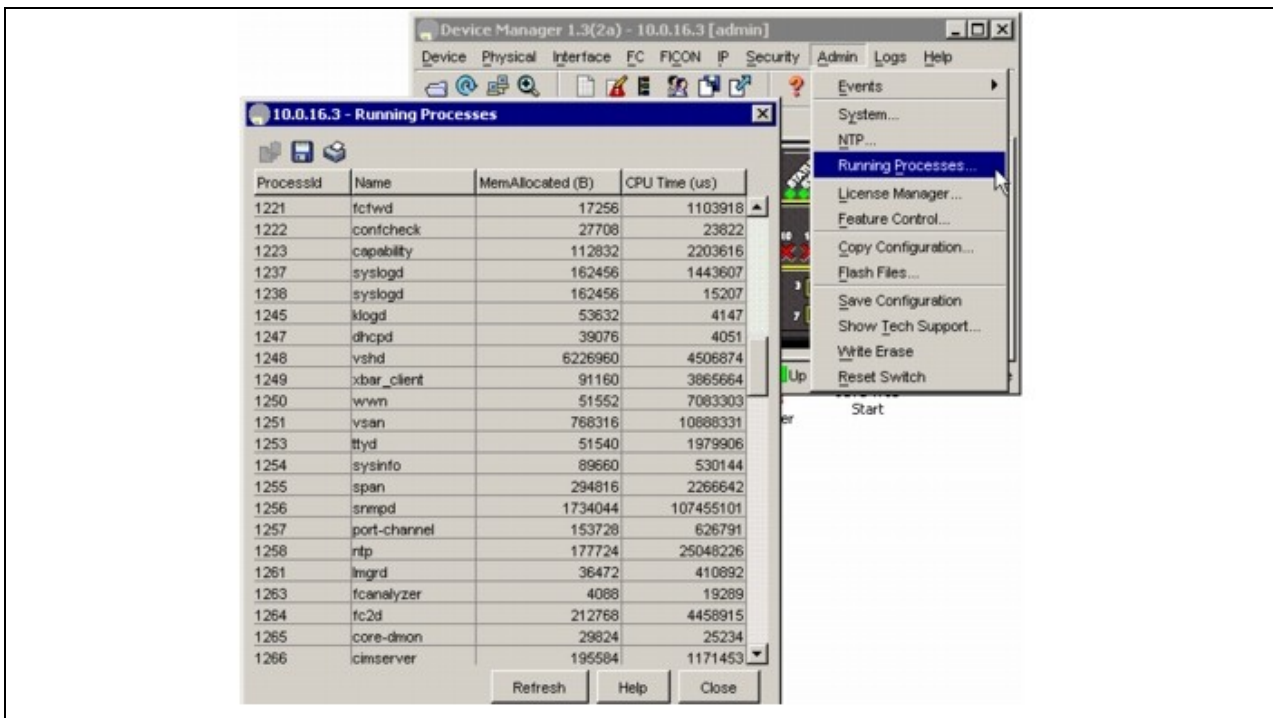 Device Manager 1.3(2a) - 10.0.16.3 [admin]
Device Physical Interface FC FICON IP Security Admin Logs Help
Events
System...
NTP...
Running Processes...
License Manager...
Feature Control...
Copy Configuration...
Flash Files...
Save Configuration
Show Tech Support...
Write Erase
Reset Switch
Up
Start
10.0.16.3 - Running Processes
ProcessId Name MemAllocated (B) CPU Time (us)
1221 fcfwd 17256 1103918
1222 confcheck 27708 23822
1223 capability 112832 2203616
1237 syslogd 162456 1443607
1238 syslogd 162456 15207
1245 klogd 53632 4147
1247 dhcpd 39076 4051
1248 vshd 6226960 4506874
1249 xbar_client 91160 3865664
1250 wwn 51552 7083303
1251 vsan 768316 10888331
1253 ttyd 51540 1979906
1254 sysinfo 89660 530144
1255 span 294816 2266642
1256 snmpd 1734044 107455101
1257 port-channel 153728 626791
1258 ntp 177724 25048226
1261 lmgrd 36472 410892
1263 fcanalyzer 4088 19289
1264 fc2d 212768 4458915
1265 core-dmon 29824 25234
1266 cimserver 195584 1171453
Refresh Help Close